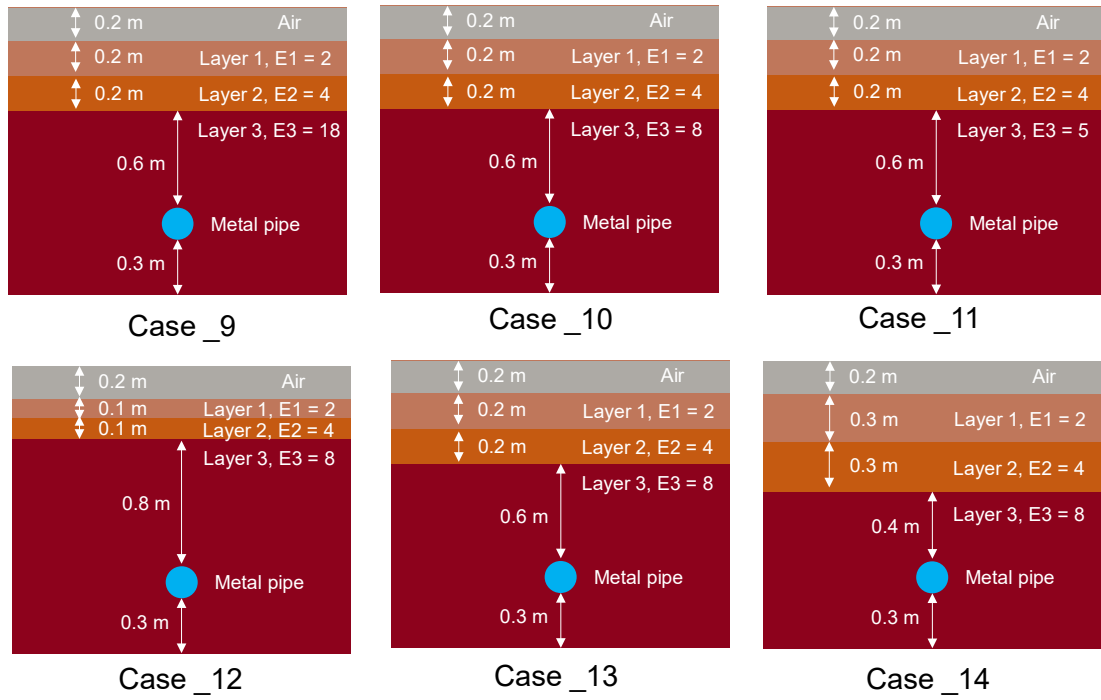 0.2 m Air
0.2 m Layer 1, E1 = 2
0.2 m Layer 2, E2 = 4
Layer 3, E3 = 18
0.6 m
Metal pipe
0.3 m
Case _9
0.2 m Air
0.2 m Layer 1, E1 = 2
0.2 m Layer 2, E2 = 4
Layer 3, E3 = 8
0.6 m
Metal pipe
0.3 m
Case _10
0.2 m Air
0.2 m Layer 1, E1 = 2
0.2 m Layer 2, E2 = 4
Layer 3, E3 = 5
0.6 m
Metal pipe
0.3 m
Case _11
0.2 m Air
0.1 m Layer 1, E1 = 2
0.1 m Layer 2, E2 = 4
Layer 3, E3 = 8
0.8 m
Metal pipe
0.3 m
Case _12
0.2 m Air
0.2 m Layer 1, E1 = 2
0.2 m Layer 2, E2 = 4
Layer 3, E3 = 8
0.6 m
Metal pipe
0.3 m
Case _13
0.2 m Air
0.3 m Layer 1, E1 = 2
0.3 m Layer 2, E2 = 4
Layer 3, E3 = 8
0.4 m
Metal pipe
0.3 m
Case _14